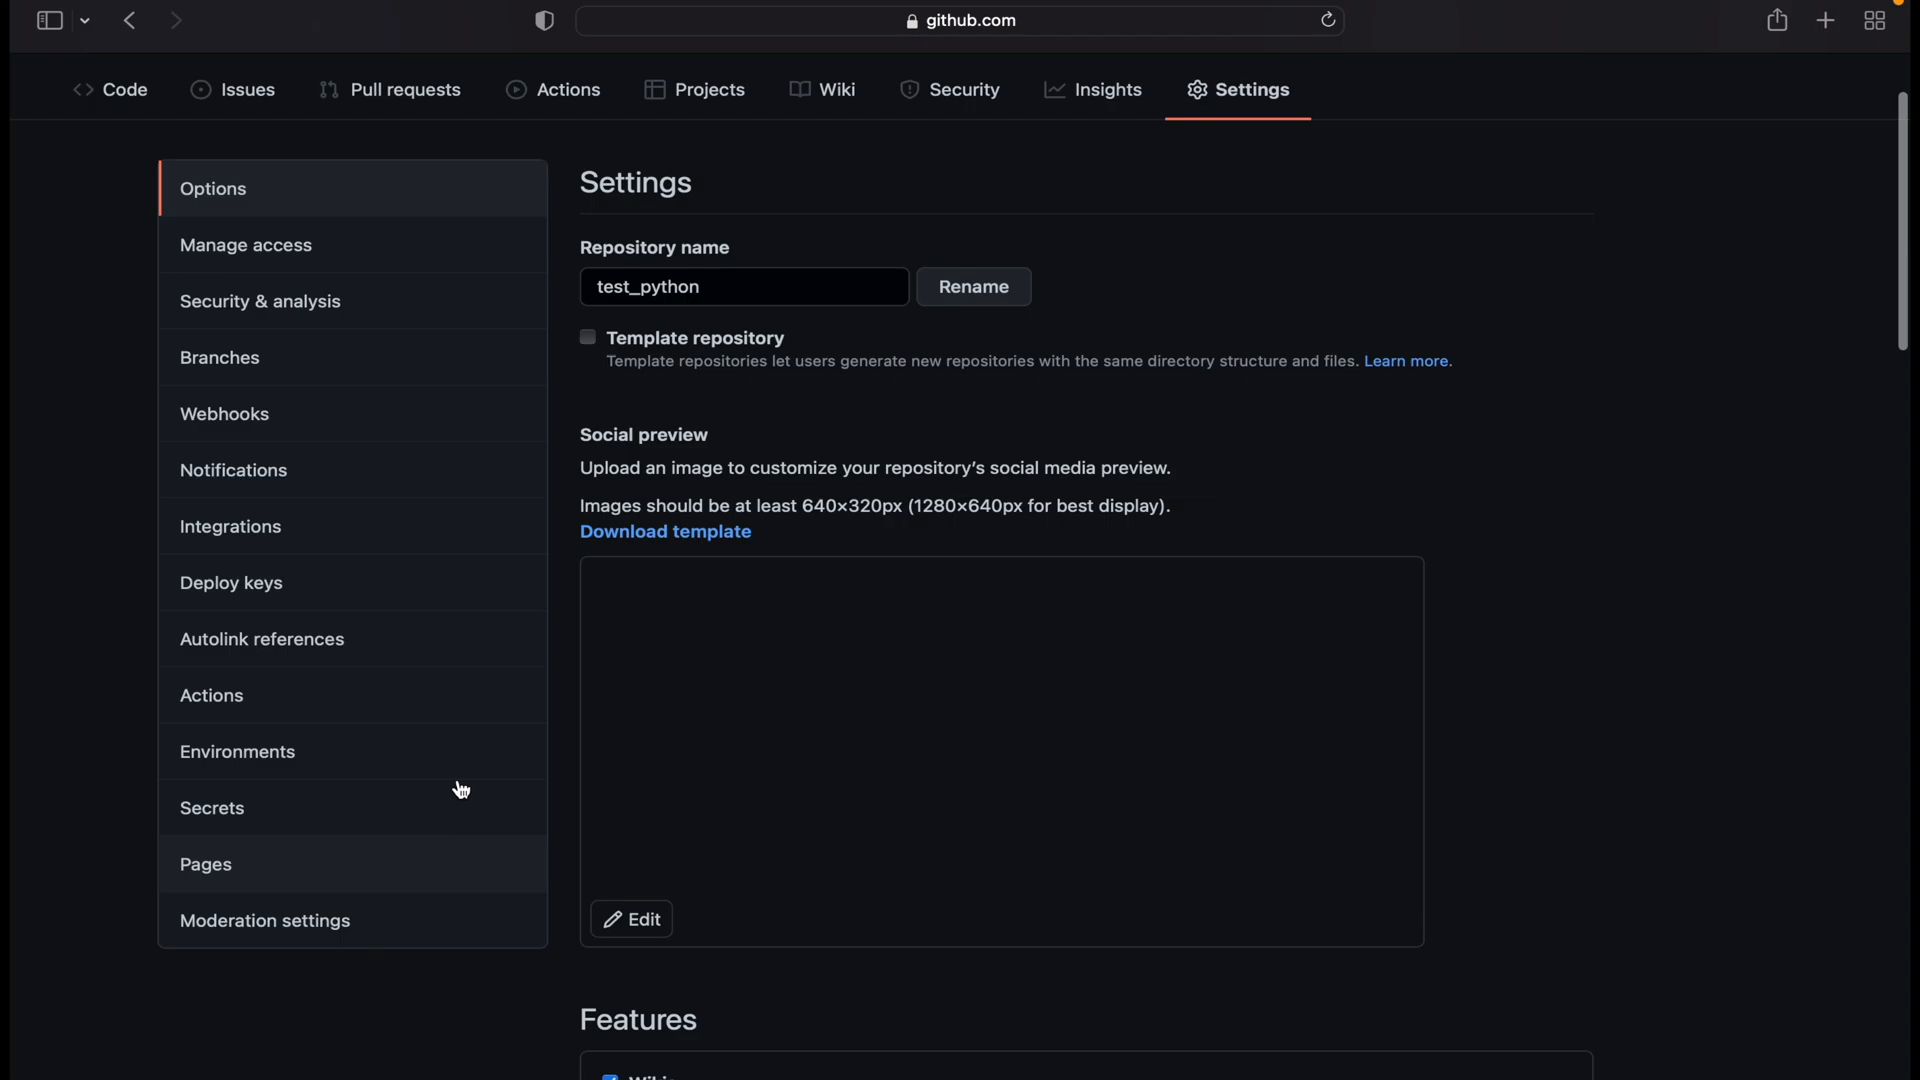 github.com
Code Issues Pull requests Actions Projects Wiki Security Insights Settings
Options
Manage access
Security & analysis
Branches
Webhooks
Notifications
Integrations
Deploy keys
Autolink references
Actions
Environments
Secrets
Pages
Moderation settings
Settings
Repository name
test_python Rename
Template repository
Template repositories let users generate new repositories with the same directory structure and files. Learn more.
Social preview
Upload an image to customize your repository's social media preview.
Images should be at least 640×320px (1280×640px for best display).
Download template
Edit
Features